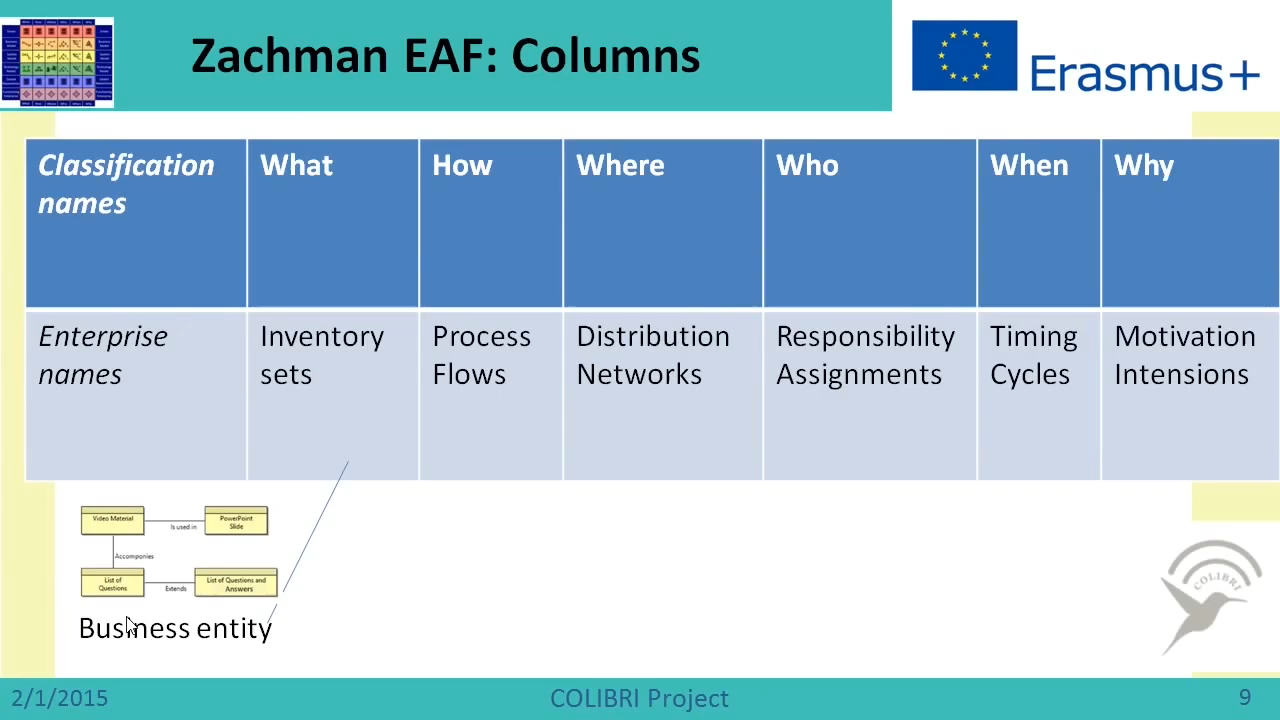 Zachman EAF: Columns
Erasmus+
Classification
names
What
How
Where
Who
When
Why
Enterprise
names
Inventory
sets
Process
Flows
Distribution
Networks
Responsibility
Assignments
Timing
Cycles
Motivation
Intensions
Video Material
Is used in
PowerPoint
Slide
Accomponies
List of
Questions
Extends
List of Questions and
Answers
Business entity
COLIBRI
2/1/2015
COLIBRI Project
9